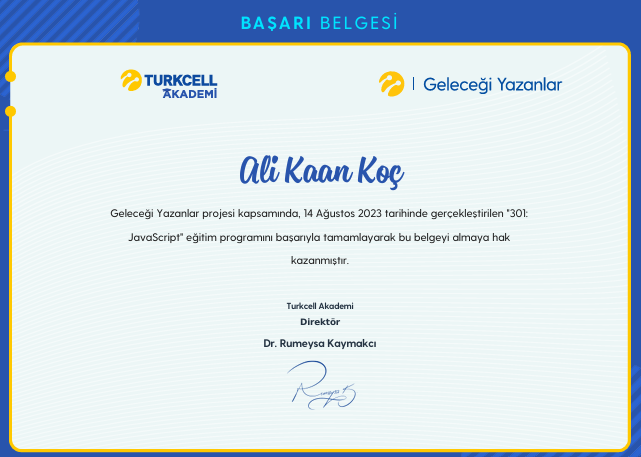 BAŞARI BELGESİ
TURKCELL
AKADEMİ
Geleceği Yazanlar
Ali Kaan Koç
Geleceği Yazanlar projesi kapsamında, 14 Ağustos 2023 tarihinde gerçekleştirilen "301:
JavaScript" eğitim programını başarıyla tamamlayarak bu belgeyi almaya hak
kazanmıştır.
Turkcell Akademi
Direktör
Dr. Rumeysa Kaymakcı
Rumeysa K